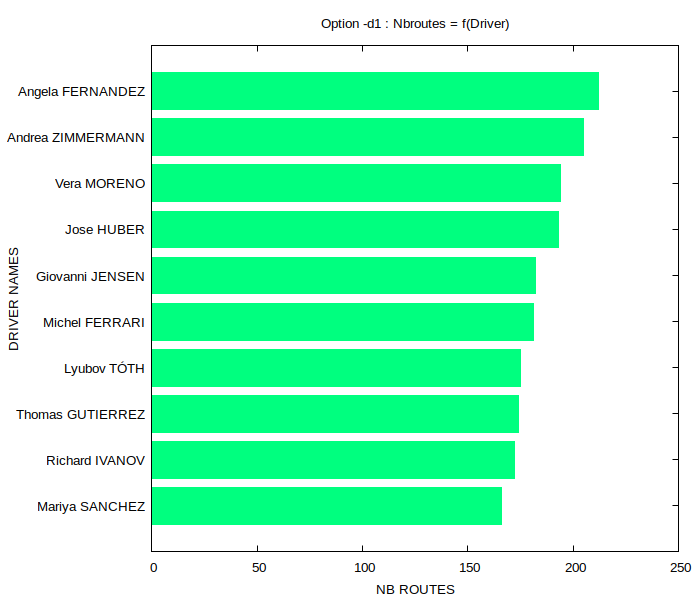 Option -d1 : Nbroutes = f(Driver)
Angela FERNANDEZ
Andrea ZIMMERMANN
Vera MORENO
Jose HUBER
Giovanni JENSEN
Michel FERRARI
Lyubov TÓTH
Thomas GUTIERREZ
Richard IVANOV
Mariya SANCHEZ
DRIVER NAMES
0 50 100 150 200 250
NB ROUTES